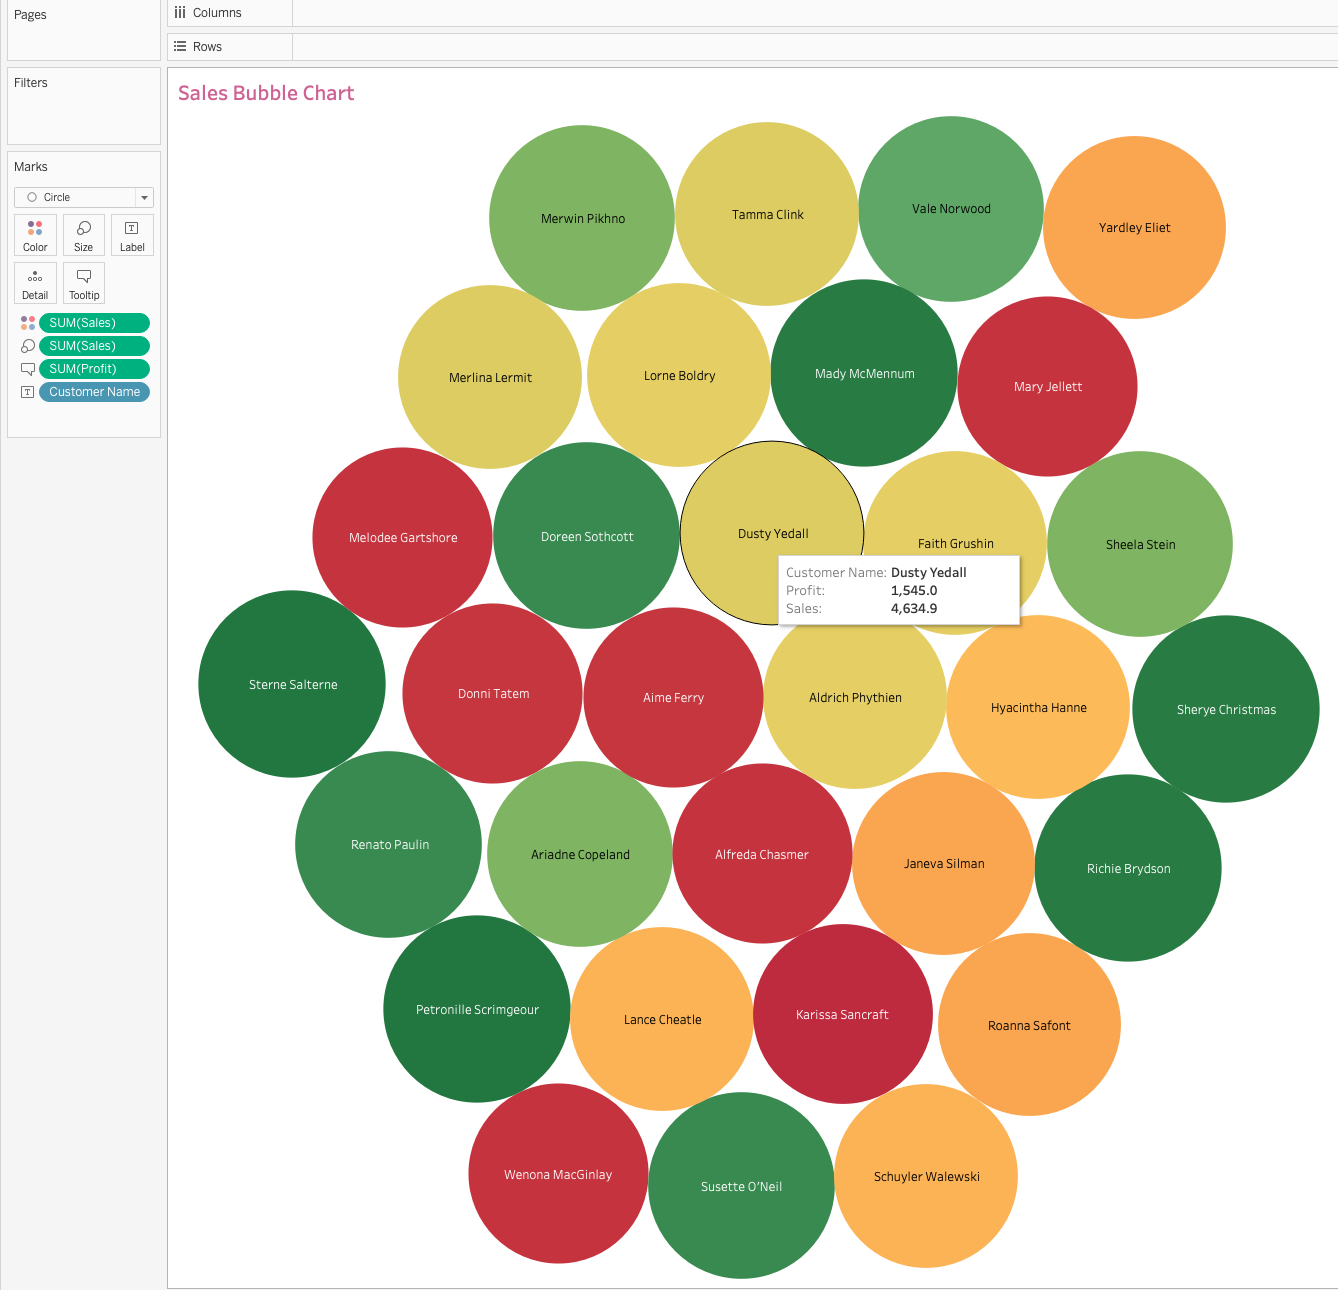 Pages
Columns
Rows
Filters
Marks
Circle
Color
Size
Label
Detail
Tooltip
SUM(Sales)
SUM(Sales)
SUM(Profit)
Customer Name
Sales Bubble Chart
Merwin Pikhno
Tamma Clink
Vale Norwood
Yardley Eliet
Merlina Lermit
Lorne Boldry
Mady McMennum
Mary Jellett
Melodee Gartshore
Doreen Sothcott
Dusty Yedall
Faith Grushin
Sheela Stein
Customer Name: Dusty Yedall
Profit: 1,545.0
Sales: 4,634.9
Sterne Salterne
Donni Tatem
Aime Ferry
Aldrich Phythien
Hyacintha Hanne
Sherye Christmas
Renato Paulin
Ariadne Copeland
Alfreda Chasmer
Janeva Silman
Richie Brydson
Petronille Scrimgeour
Lance Cheatle
Karissa Sancraft
Roanna Safont
Wenona MacGinlay
Susette O'Neil
Schuyler Walewski